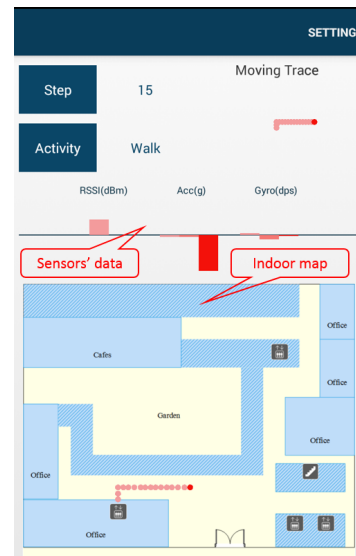 SETTING
Moving Trace
Step 15
Activity Walk
RSSI(dBm) Acc(g) Gyro(dps)
Sensors' data
Indoor map
Office
Cafes
Office
Garden
Office
Office
Office